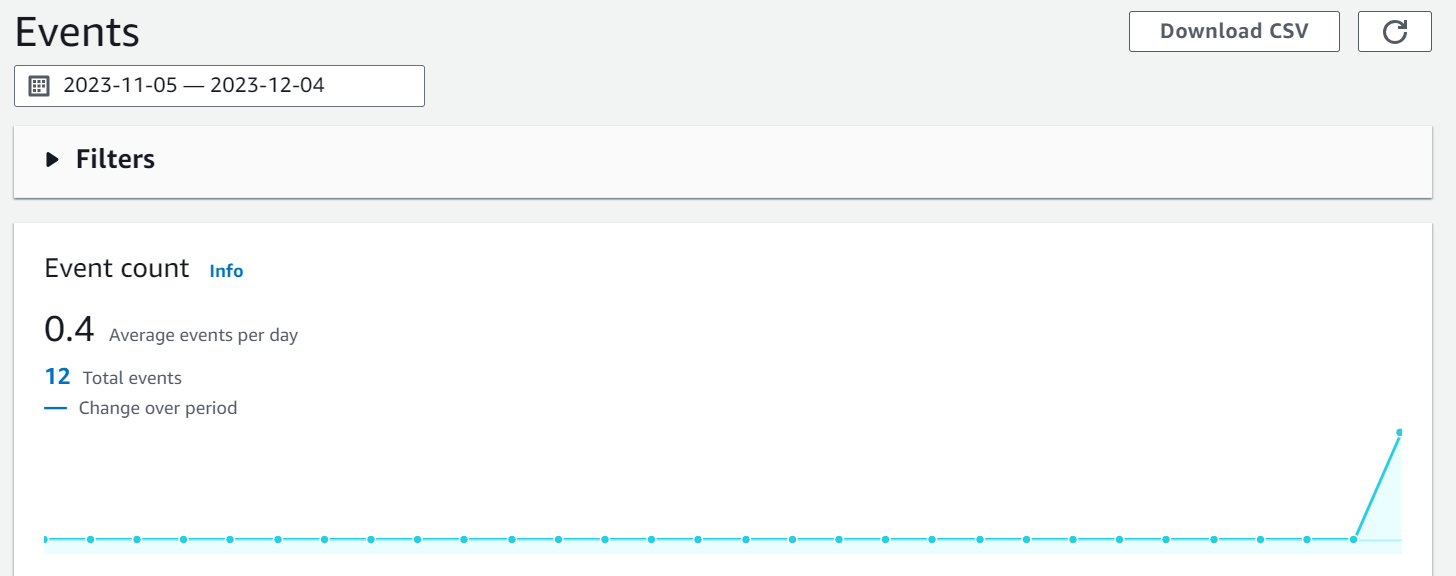 Events
Download CSV
2023-11-05 — 2023-12-04
Filters
Event count Info
0.4 Average events per day
12 Total events
Change over period